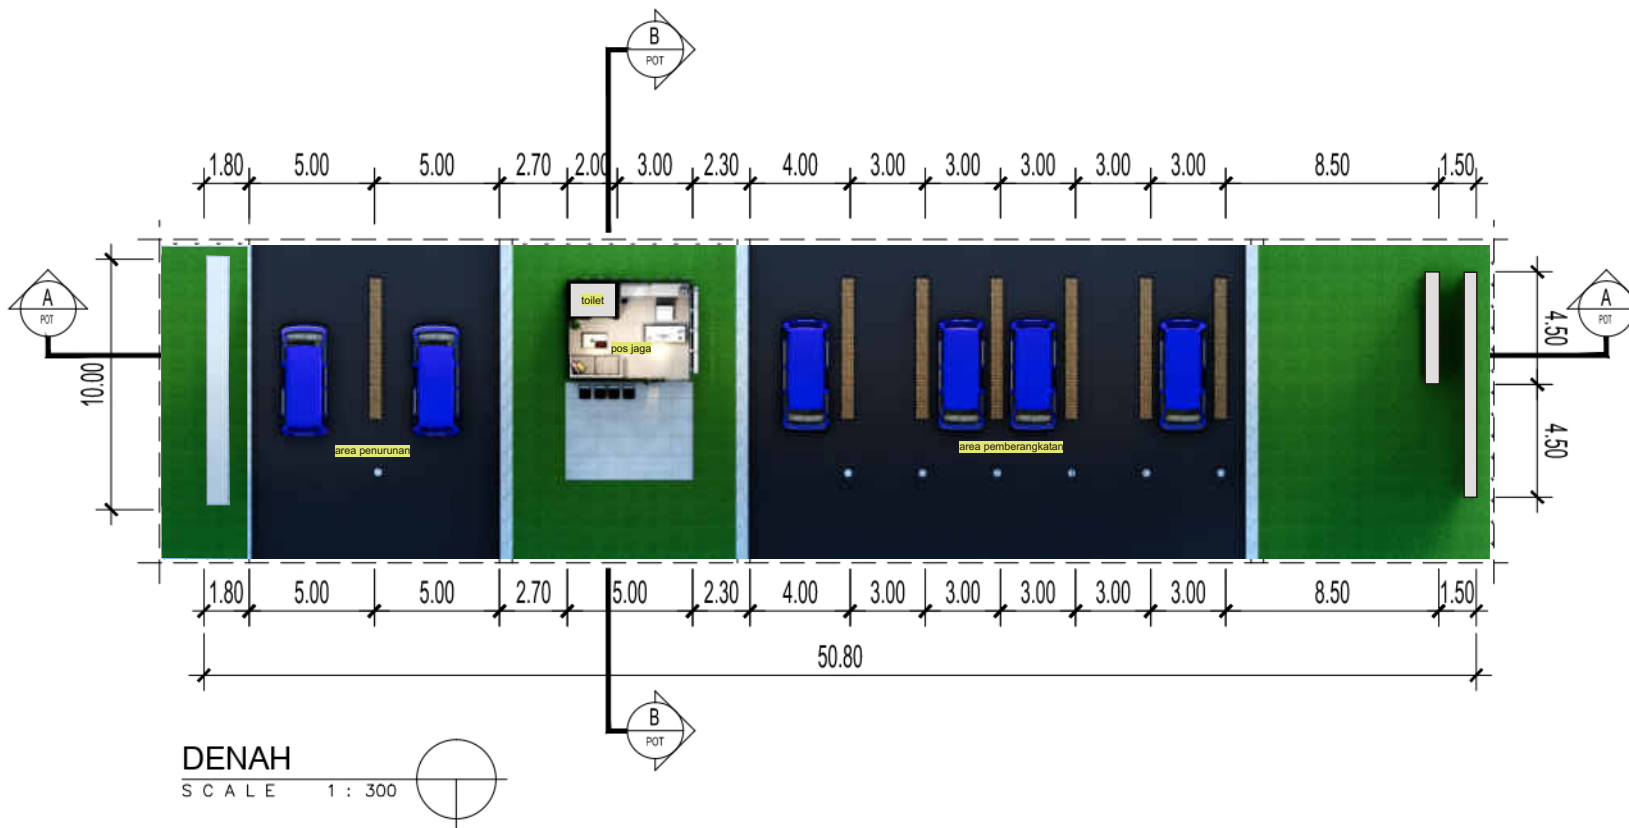 B
POT
1.80 5.00 5.00 2.70 2.00 3.00 2.30 4.00 3.00 3.00 3.00 3.00 3.00 8.50 1.50
A
POT
10.00
toilet
pos jaga
area penurunan
area pemberangkatan
4.50
4.50
A
POT
1.80 5.00 5.00 2.70 5.00 2.30 4.00 3.00 3.00 3.00 3.00 3.00 8.50 1.50
50.80
B
POT
DENAH
SCALE 1 : 300